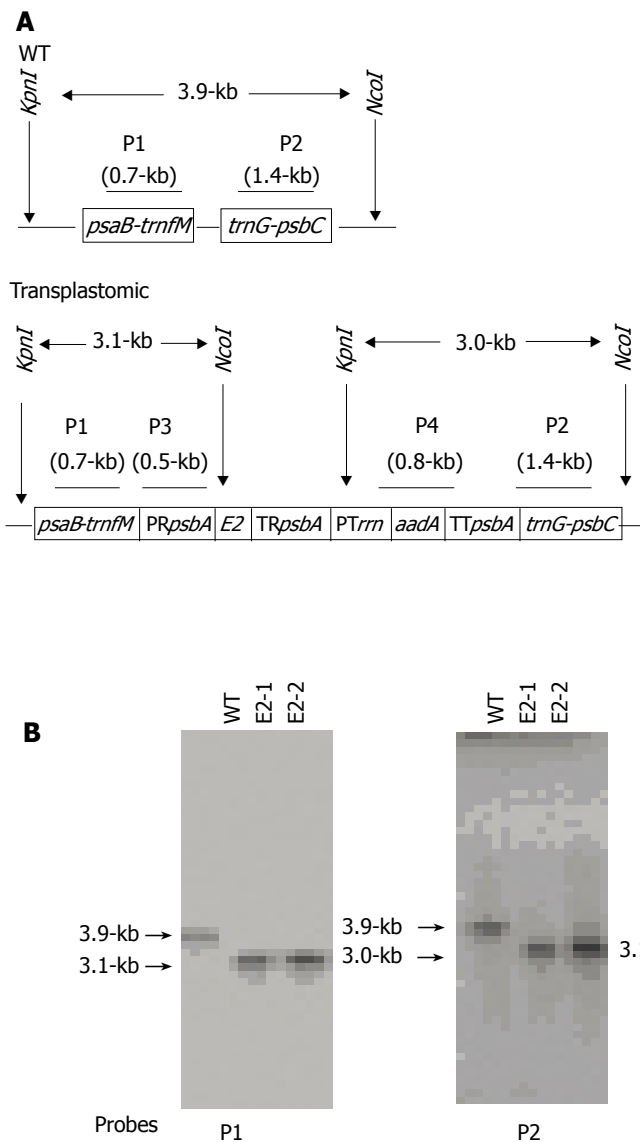 A
WT
KpnI 3.9-kb NcoI
P1 P2
(0.7-kb) (1.4-kb)
psaB-trnfM trnG-psbC
Transplastomic
KpnI 3.1-kb NcoI KpnI 3.0-kb NcoI
P1 P3 P4 P2
(0.7-kb) (0.5-kb) (0.8-kb) (1.4-kb)
psaB-trnfM PRpsbA E2 TRpsbA PTrrn aadA TTpsbA trnG-psbC
B
WT E2-1 E2-2 WT E2-1 E2-2
3.9-kb 3.9-kb
3.1-kb 3.0-kb 3.
Probes P1 P2